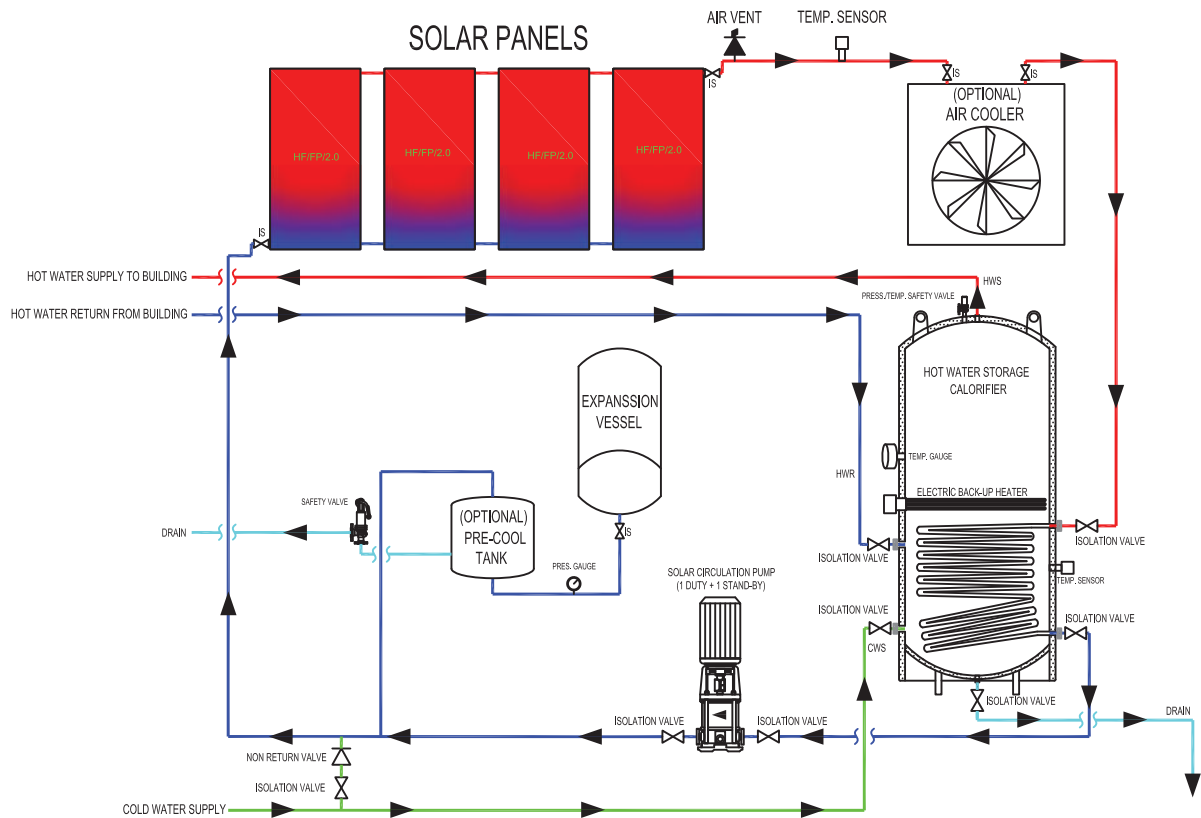 AIR VENT
TEMP. SENSOR
SOLAR PANELS
IS
IS
IS
(OPTIONAL)
AIR COOLER
HF/FP/2.0
HF/FP/2.0
HF/FP/2.0
HF/FP/2.0
IS
HOT WATER SUPPLY TO BUILDING
HWS
PRESS./TEMP. SAFETY VAVLE
HOT WATER RETURN FROM BUILDING
HOT WATER STORAGE
CALORIFIER
EXPANSSION
VESSEL
TEMP. GAUGE
HWR
ELECTRIC BACK-UP HEATER
SAFETY VALVE
(OPTIONAL)
PRE-COOL
TANK
DRAIN
IS
ISOLATION VALVE
ISOLATION VALVE
PRES. GAUGE
TEMP. SENSOR
SOLAR CIRCULATION PUMP
(1 DUTY + 1 STAND-BY)
ISOLATION VALVE
ISOLATION VALVE
CWS
ISOLATION VALVE
DRAIN
ISOLATION VALVE
ISOLATION VALVE
NON RETURN VALVE
ISOLATION VALVE
COLD WATER SUPPLY